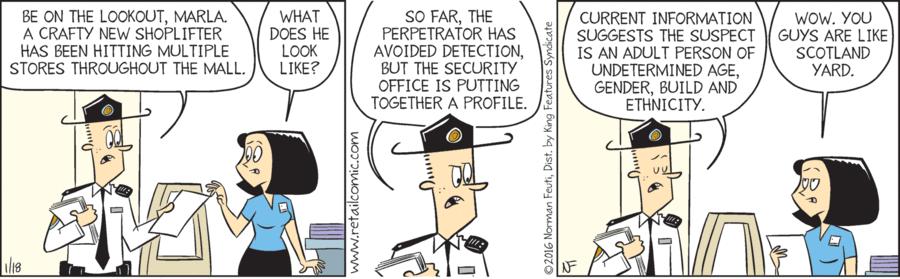 BE ON THE LOOKOUT, MARLA.
A CRAFTY NEW SHOPLIFTER
HAS BEEN HITTING MULTIPLE
STORES THROUGHOUT THE MALL.
WHAT
DOES HE
LOOK
LIKE?
1/18
www.retailcomic.com
SO FAR, THE
PERPETRATOR HAS
AVOIDED DETECTION,
BUT THE SECURITY
OFFICE IS PUTTING
TOGETHER A PROFILE.
©2016 Norman Feuti, Dist. by King Features Syndicate
CURRENT INFORMATION
SUGGESTS THE SUSPECT
IS AN ADULT PERSON OF
UNDETERMINED AGE,
GENDER, BUILD AND
ETHNICITY.
WOW. YOU
GUYS ARE LIKE
SCOTLAND
YARD.
NF